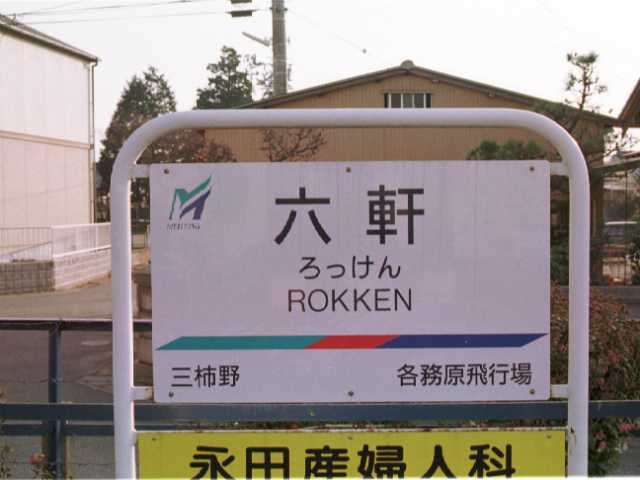 MEITETSU
六軒
ろっけん
ROKKEN
三柿野
各務原飛行場
永田産婦人科